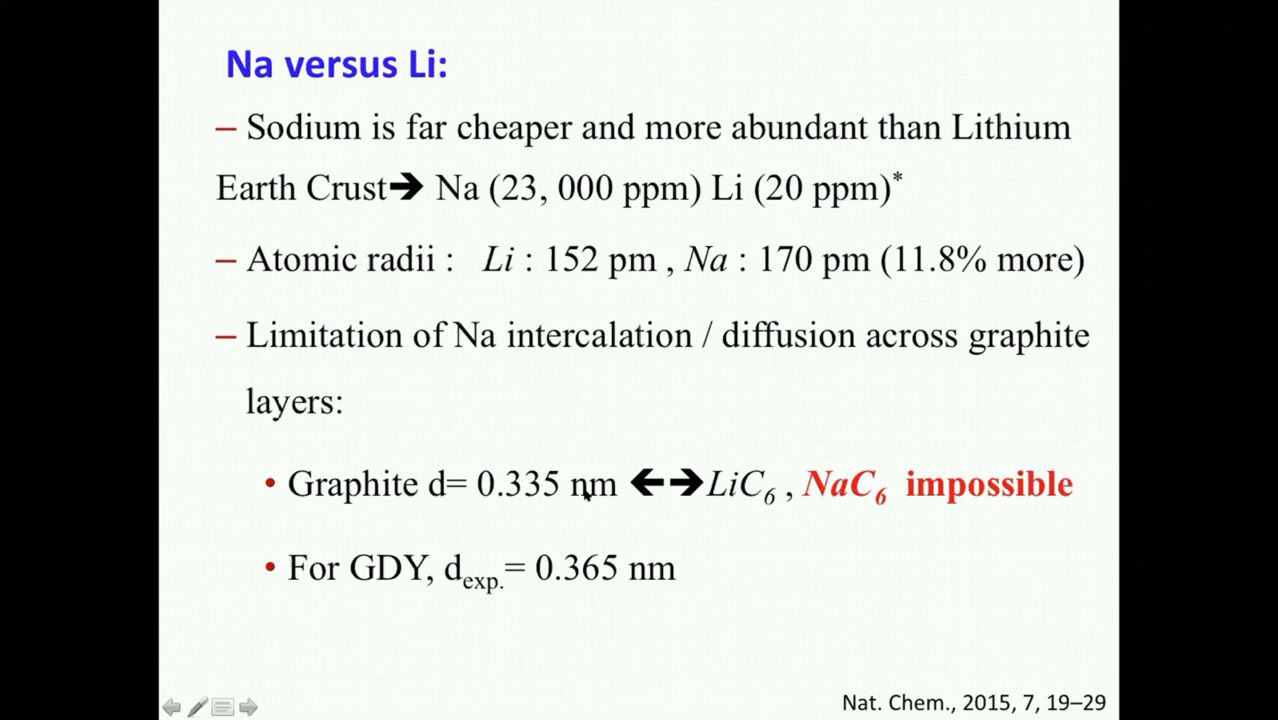 Na versus Li:
– Sodium is far cheaper and more abundant than Lithium
Earth Crust➔ Na (23, 000 ppm) Li (20 ppm)*
– Atomic radii : Li : 152 pm , Na : 170 pm (11.8% more)
– Limitation of Na intercalation / diffusion across graphite
layers:
• Graphite d= 0.335 nm 🡨➔LiC₆ , NaC₆ impossible
• For GDY, dexp.= 0.365 nm
Nat. Chem., 2015, 7, 19–29